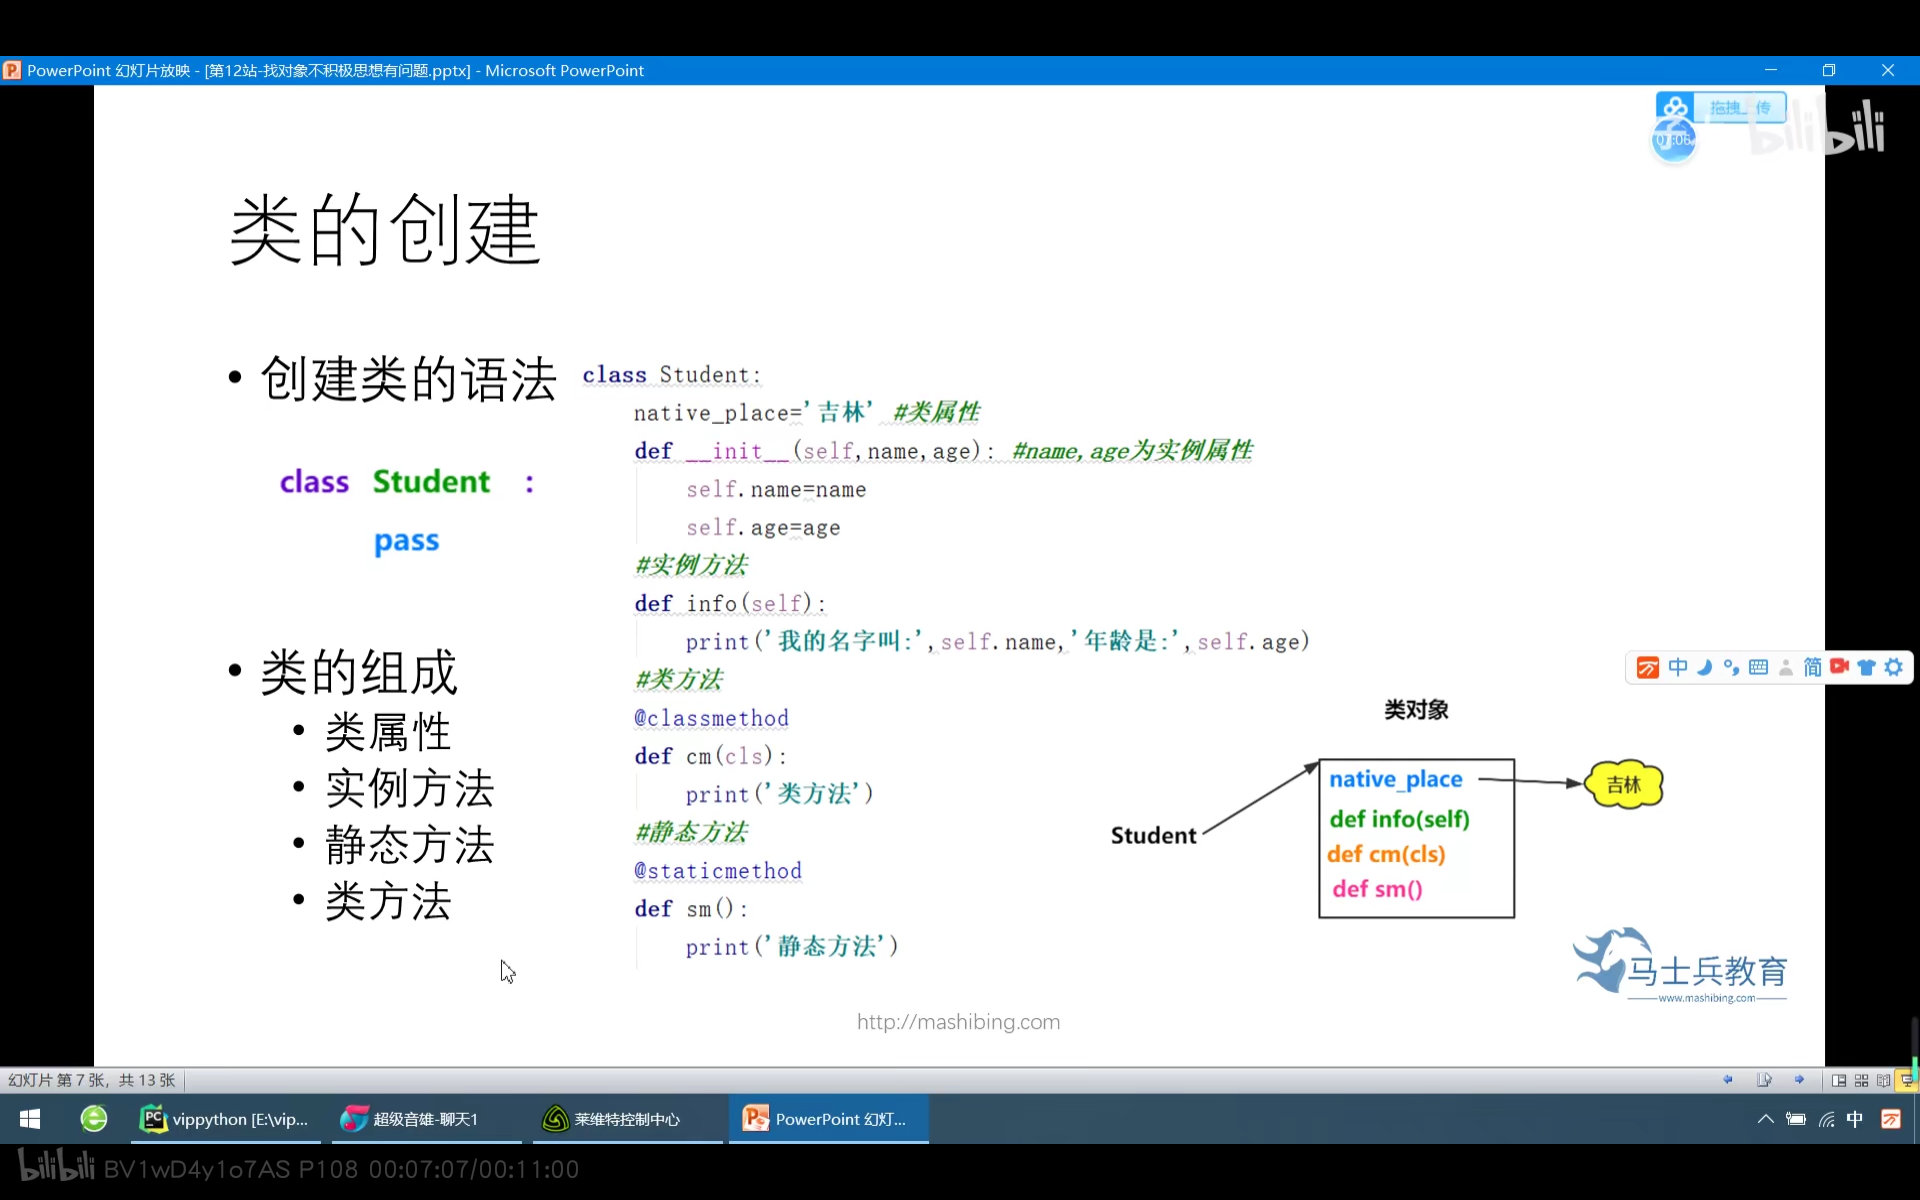 PowerPoint 幻灯片放映 - [第12站-找对象不积极思想有问题.pptx] - Microsoft PowerPoint
bilibili
类的创建
• 创建类的语法
class Student :
pass
• 类的组成
• 类属性
• 实例方法
• 静态方法
• 类方法
class Student:
native_place='吉林' #类属性
def __init__(self,name,age): #name,age为实例属性
self.name=name
self.age=age
#实例方法
def info(self):
print('我的名字叫:',self.name,'年龄是:',self.age)
#类方法
@classmethod
def cm(cls):
print('类方法')
#静态方法
@staticmethod
def sm():
print('静态方法')
中 简
类对象
Student
native_place
吉林
def info(self)
def cm(cls)
def sm()
马士兵教育
www.mashibing.com
http://mashibing.com
幻灯片 第 7 张，共 13 张
vippython [E:\vip...
超级音雄-聊天1
莱维特控制中心
PowerPoint 幻灯...
中
bilibili BV1wD4y1o7AS P108 00:07:07/00:11:00